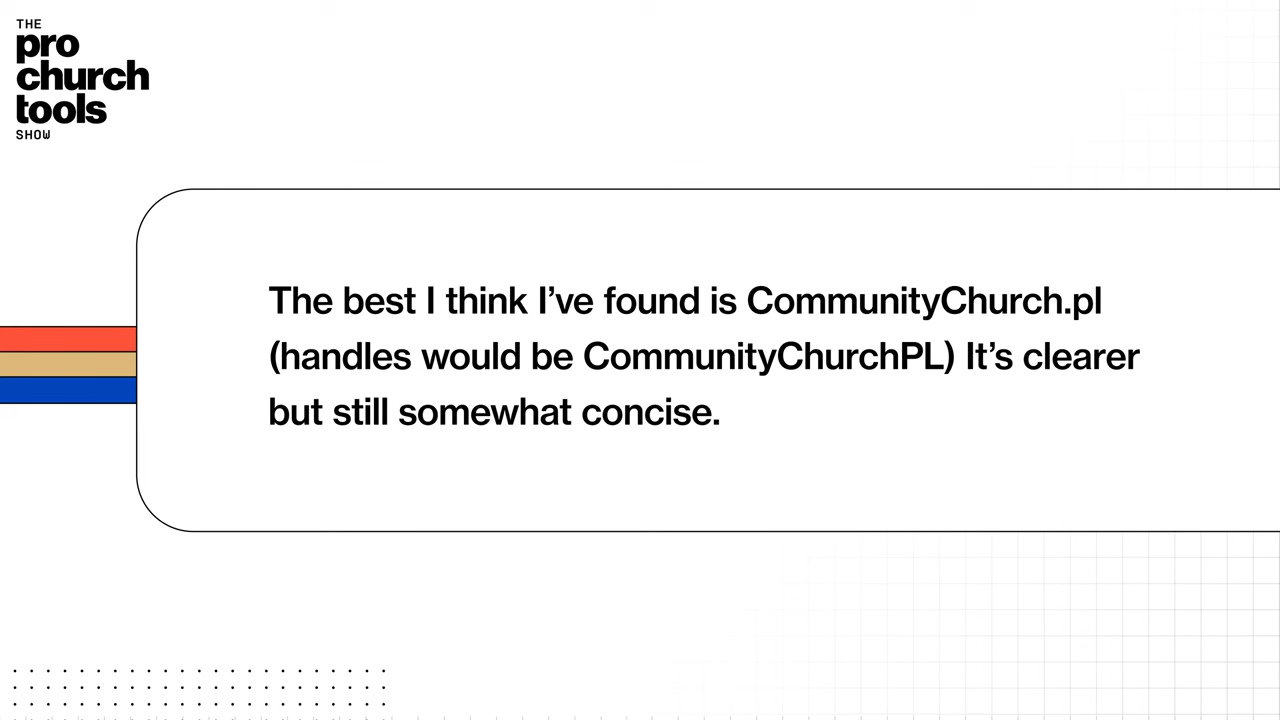 THE
pro
church
tools
SHOW
The best I think I’ve found is CommunityChurch.pl
(handles would be CommunityChurchPL) It’s clearer
but still somewhat concise.